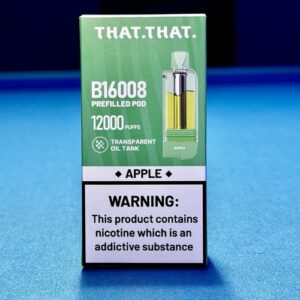 THAT.THAT.
B16008
PREFILLED POD
12000 PUFFS
TRANSPARENT
OIL TANK
APPLE
◆ APPLE ◆
WARNING:
This product contains
nicotine which is an
addictive substance